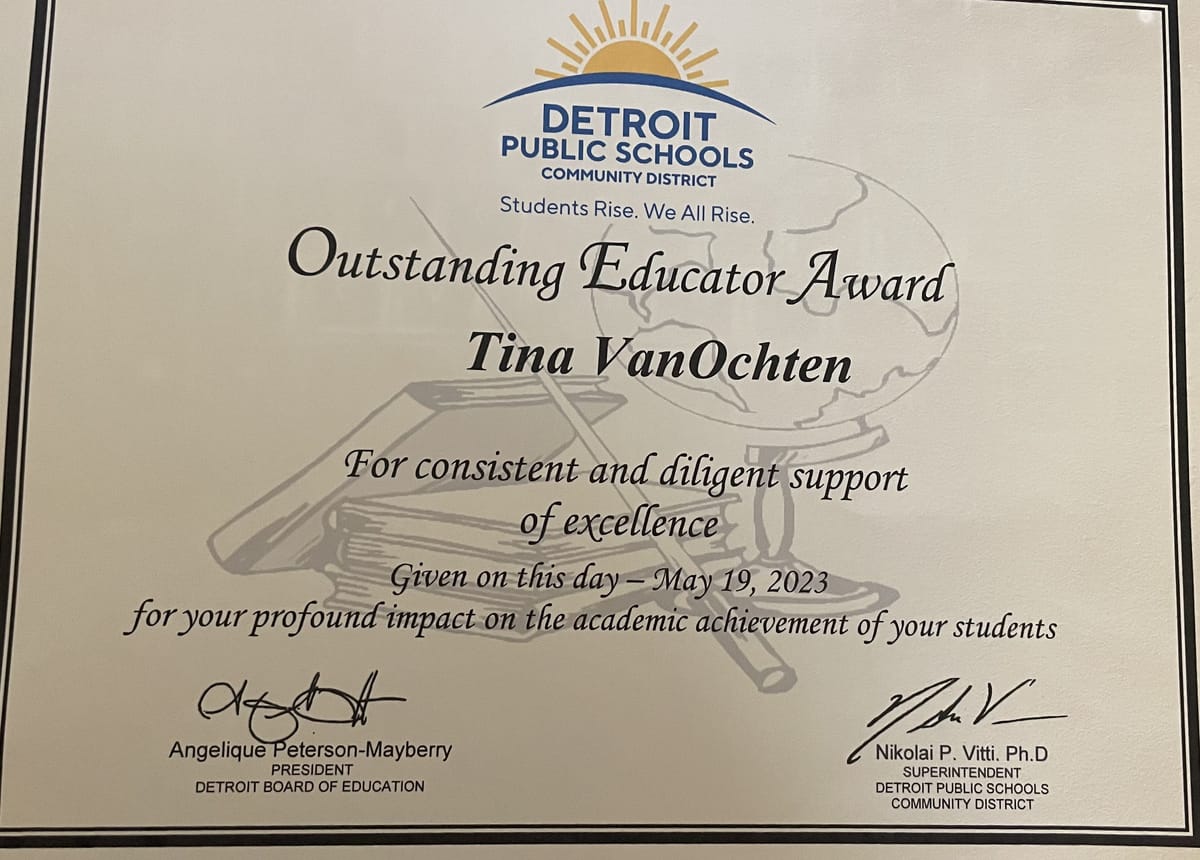 DETROIT
PUBLIC SCHOOLS
COMMUNITY DISTRICT
Students Rise. We All Rise.
Outstanding Educator Award
Tina VanOchten
For consistent and diligent support
of excellence
Given on this day – May 19, 2023
for your profound impact on the academic achievement of your students
Angelique Peterson-Mayberry
PRESIDENT
DETROIT BOARD OF EDUCATION
Nikolai P. Vitti. Ph.D
SUPERINTENDENT
DETROIT PUBLIC SCHOOLS
COMMUNITY DISTRICT